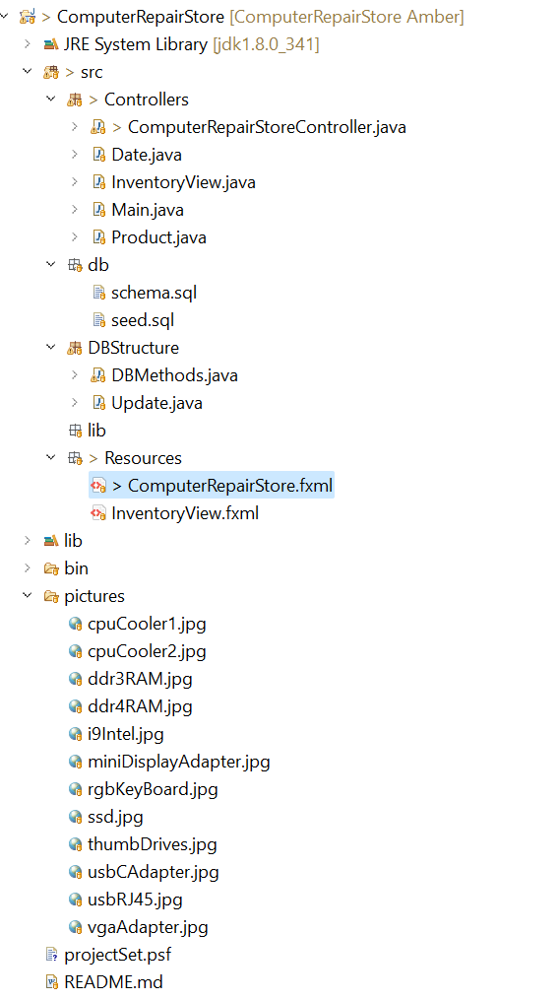 > ComputerRepairStore [ComputerRepairStore Amber]
JRE System Library [jdk1.8.0_341]
> src
> Controllers
> ComputerRepairStoreController.java
Date.java
InventoryView.java
Main.java
Product.java
db
schema.sql
seed.sql
DBStructure
DBMethods.java
Update.java
lib
> Resources
> ComputerRepairStore.fxml
InventoryView.fxml
lib
bin
pictures
cpuCooler1.jpg
cpuCooler2.jpg
ddr3RAM.jpg
ddr4RAM.jpg
i9Intel.jpg
miniDisplayAdapter.jpg
rgbKeyBoard.jpg
ssd.jpg
thumbDrives.jpg
usbCAdapter.jpg
usbRJ45.jpg
vgaAdapter.jpg
projectSet.psf
README.md